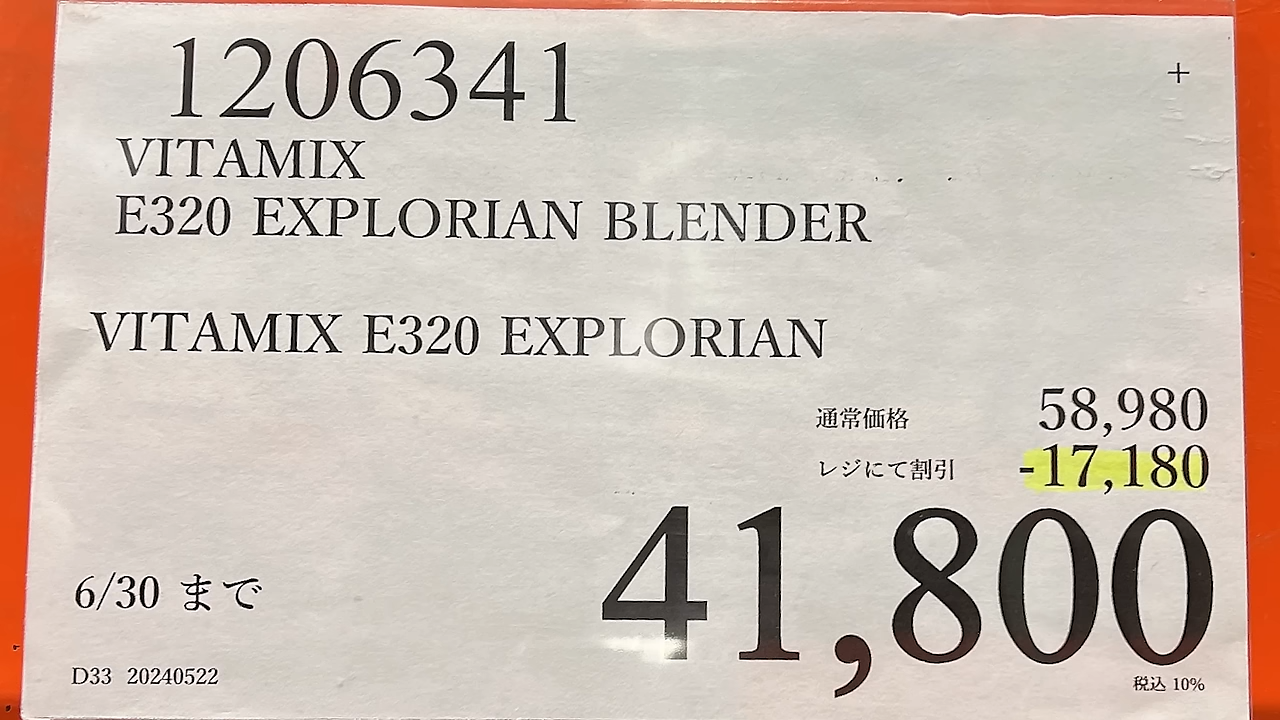 1206341
+
VITAMIX
E320 EXPLORIAN BLENDER
VITAMIX E320 EXPLORIAN
通常価格 58,980
レジにて割引 -17,180
41,800
6/30 まで
D33 20240522
税込 10%